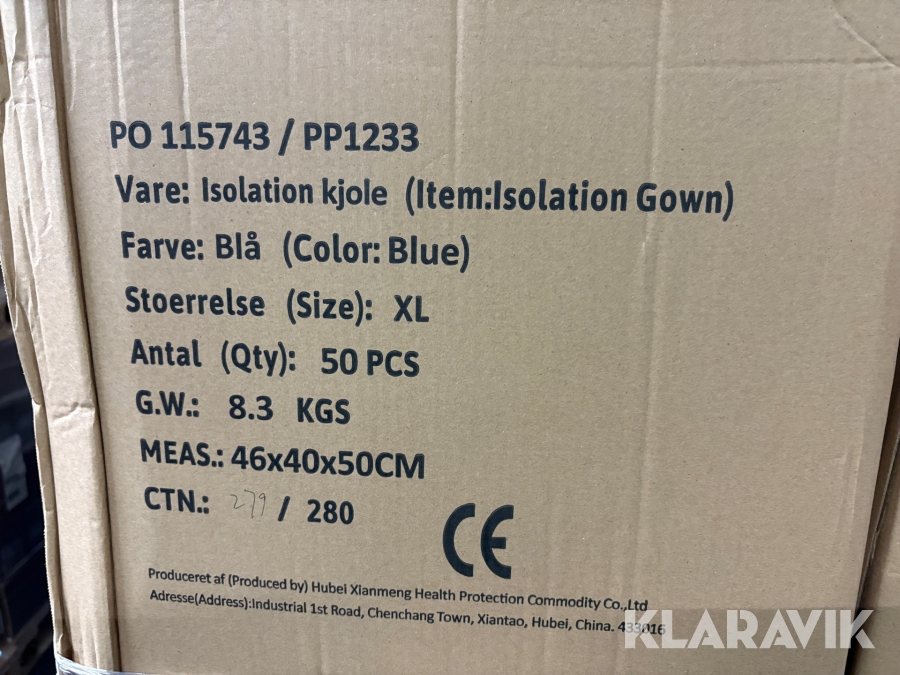 PO 115743 / PP1233
Vare: Isolation kjole (Item:Isolation Gown)
Farve: Blå (Color: Blue)
Stoerrelse (Size): XL
Antal (Qty): 50 PCS
G.W.: 8.3 KGS
MEAS.: 46x40x50CM
CTN.: 279 / 280
CE
Produceret af (Produced by) Hubei Xianmeng Health Protection Commodity Co.,Ltd
Adresse(Address):Industrial 1st Road, Chenchang Town, Xiantao, Hubei, China. 433016
KLARAVIK